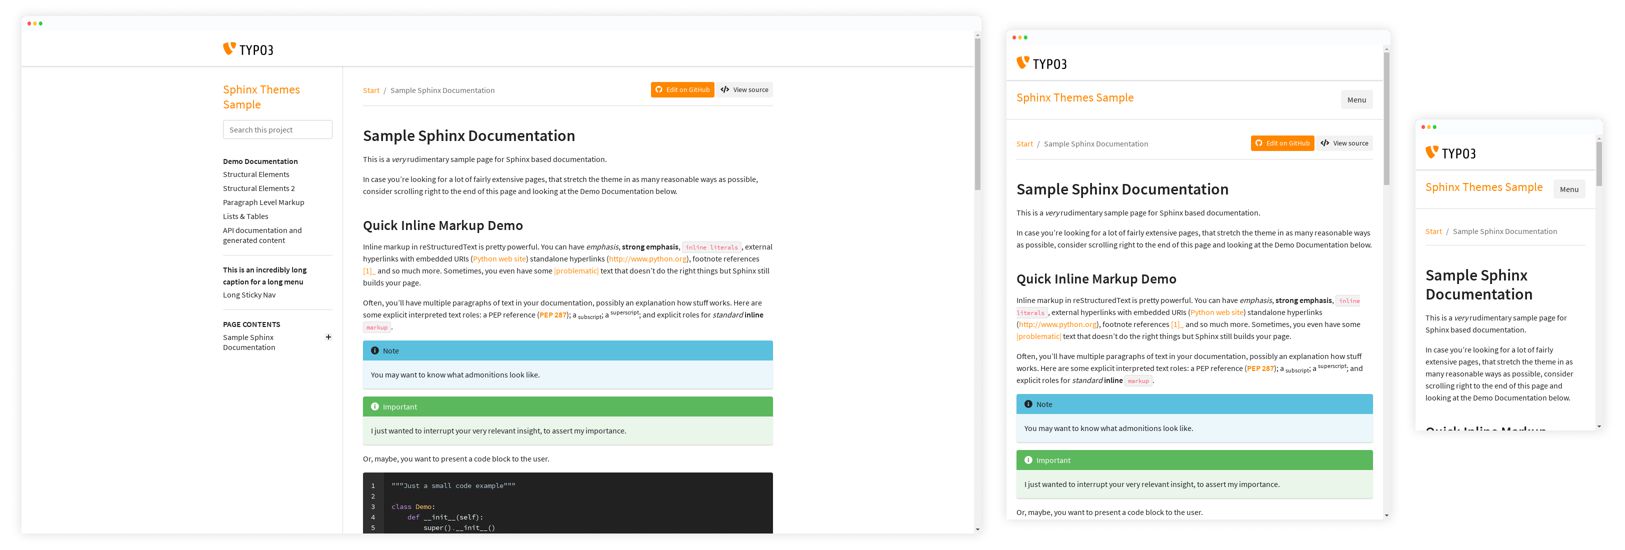 TYPO3
Sphinx Themes
Sample
Search this project
Demo Documentation
Structural Elements
Structural Elements 2
Paragraph Level Markup
Lists & Tables
API documentation and
generated content
This is an incredibly long
caption for a long menu
Long Sticky Nav
PAGE CONTENTS
Sample Sphinx
Documentation
+
Start / Sample Sphinx Documentation
Edit on GitHub
</> View source
Sample Sphinx Documentation
This is a very rudimentary sample page for Sphinx based documentation.
In case you're looking for a lot of fairly extensive pages, that stretch the theme in as many reasonable ways as possible,
consider scrolling right to the end of this page and looking at the Demo Documentation below.
Quick Inline Markup Demo
Inline markup in reStructuredText is pretty powerful. You can have emphasis, strong emphasis, inline literals, external
hyperlinks with embedded URIs (Python web site) standalone hyperlinks (http://www.python.org), footnote references
[1]_ and so much more. Sometimes, you even have some |problematic| text that doesn't do the right things but Sphinx still
builds your page.
Often, you'll have multiple paragraphs of text in your documentation, possibly an explanation how stuff works. Here are
some explicit interpreted text roles: a PEP reference (PEP 287); a subscript; a superscript; and explicit roles for standard inline
markup.
Note
You may want to know what admonitions look like.
Important
I just wanted to interrupt your very relevant insight, to assert my importance.
Or, maybe, you want to present a code block to the user.
1 """Just a small code example"""
2
3 class Demo:
4 def __init__(self):
5 super().__init__()
TYPO3
Sphinx Themes Sample
Menu
Start / Sample Sphinx Documentation
Edit on GitHub
</> View source
Sample Sphinx Documentation
This is a very rudimentary sample page for Sphinx based documentation.
In case you're looking for a lot of fairly extensive pages, that stretch the theme in as many reasonable ways
as possible, consider scrolling right to the end of this page and looking at the Demo Documentation below.
Quick Inline Markup Demo
Inline markup in reStructuredText is pretty powerful. You can have emphasis, strong emphasis, inline
literals, external hyperlinks with embedded URIs (Python web site) standalone hyperlinks
(http://www.python.org), footnote references [1]_ and so much more. Sometimes, you even have some
|problematic| text that doesn't do the right things but Sphinx still builds your page.
Often, you'll have multiple paragraphs of text in your documentation, possibly an explanation how stuff
works. Here are some explicit interpreted text roles: a PEP reference (PEP 287); a subscript; a superscript; and
explicit roles for standard inline markup.
Note
You may want to know what admonitions look like.
Important
I just wanted to interrupt your very relevant insight, to assert my importance.
Or, maybe, you want to present a code block to the user.
TYPO3
Sphinx Themes Sample
Menu
Start / Sample Sphinx Documentation
Sample Sphinx
Documentation
This is a very rudimentary sample page for
Sphinx based documentation.
In case you're looking for a lot of fairly
extensive pages, that stretch the theme in as
many reasonable ways as possible, consider
scrolling right to the end of this page and
looking at the Demo Documentation below.
Quick Inline Markup